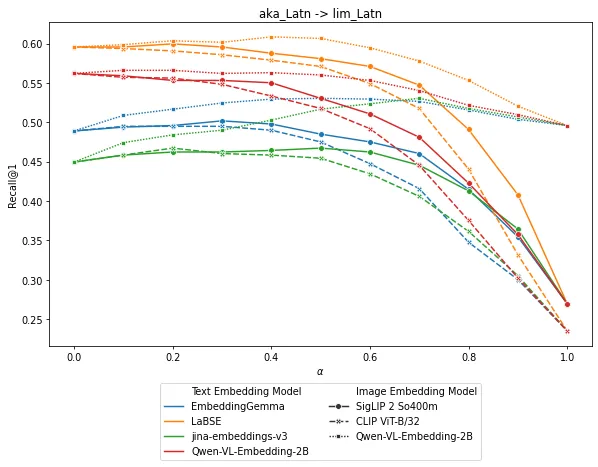 aka_Latn -> lim_Latn
0.60
0.55
0.50
0.45
0.40
0.35
0.30
0.25
Recall@1
0.0 0.2 0.4 0.6 0.8 1.0
α
Text Embedding Model Image Embedding Model
EmbeddingGemma SigLIP 2 So400m
LaBSE CLIP ViT-B/32
jina-embeddings-v3 Qwen-VL-Embedding-2B
Qwen-VL-Embedding-2B